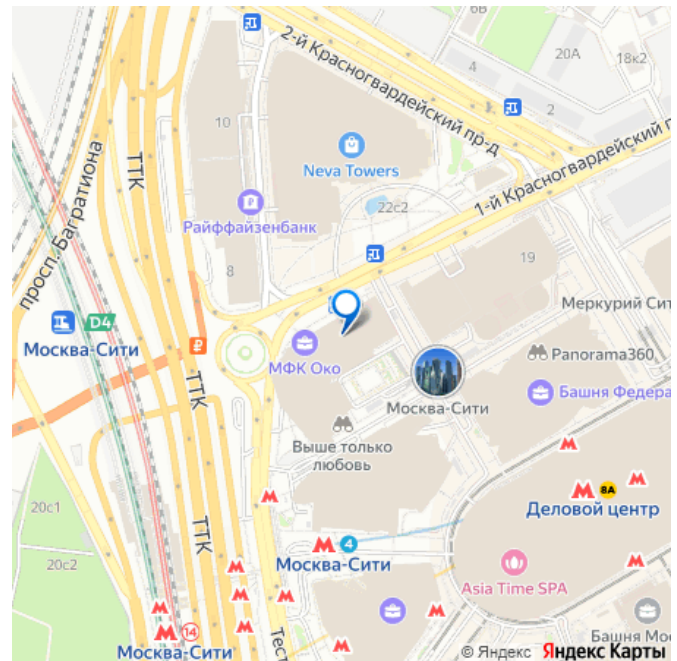 6В
18к2
20А
4
2
2-й Красногвардейский пр-д
10
Neva Towers
1-й Красногвардейский п
просп. Багратиона
ТТК
22с2
Райффайзенбанк
8
19
D4
Москва-Сити
₽
МФК Око
Меркурий Сит
Panorama360
Башня Федера
Москва-Сити
ТТК
Выше только
любовь
8А
Деловой центр
20с1
4
Москва-Сити
ТТК
20с2
Asia Time SPA
14
Москва-Сити
Тест
Башня Мос
© Яндекс Яндекс Карты